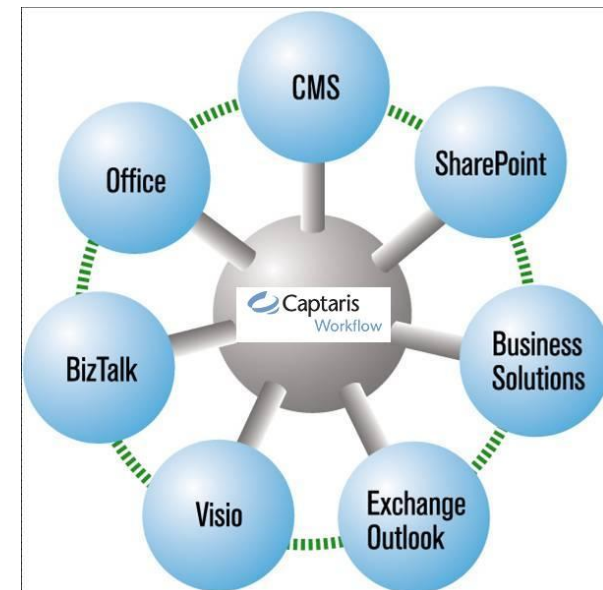 CMS
SharePoint
Business
Solutions
Exchange
Outlook
Visio
BizTalk
Office
Captaris
Workflow